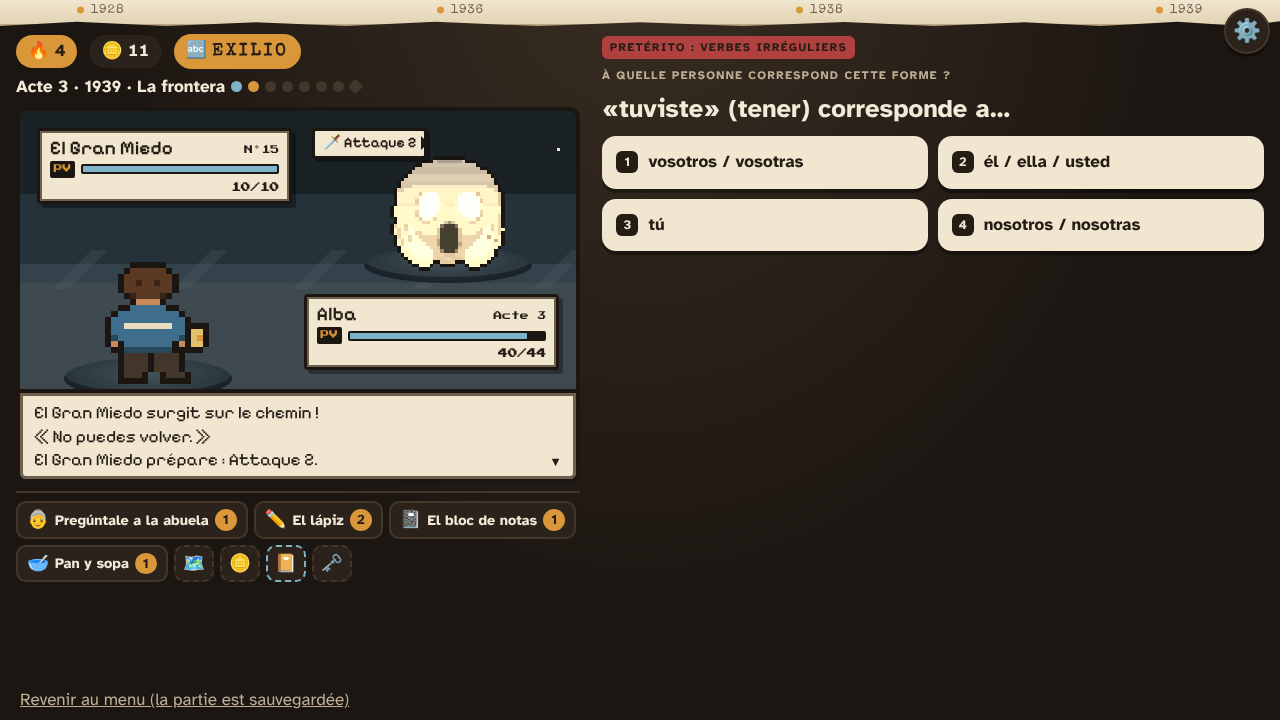 1928 1936 1938 1939
🔥 4 🪙 11 🔤 EXILIO
Acte 3 · 1939 · La frontera
El Gran Miedo N°15
PV
10/10
🗡️ Attaque 2
Alba Acte 3
PV
40/44
El Gran Miedo surgit sur le chemin !
« No puedes volver. »
El Gran Miedo prépare : Attaque 2.
▼
Pregúntale a la abuela 1
El lápiz 2
El bloc de notas 1
Pan y sopa 1
Revenir au menu (la partie est sauvegardée)
PRETÉRITO : VERBES IRRÉGULIERS
À QUELLE PERSONNE CORRESPOND CETTE FORME ?
«tuviste» (tener) corresponde a...
1 vosotros / vosotras
2 él / ella / usted
3 tú
4 nosotros / nosotras